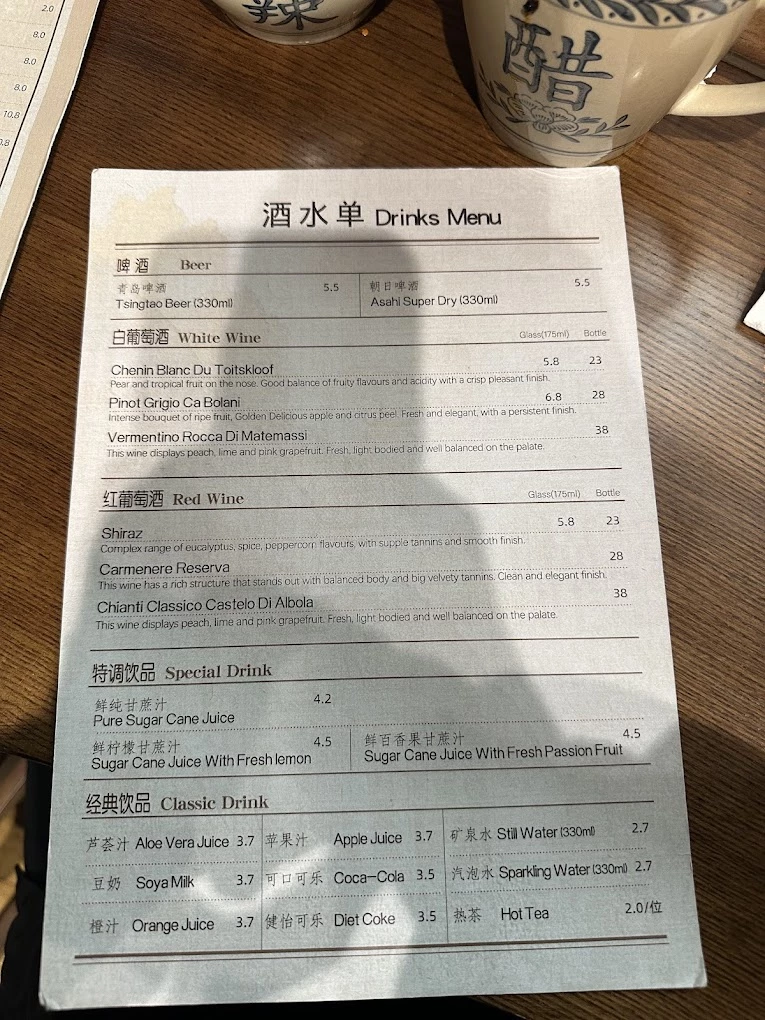 2.0
8.0
8.0
8.0
10.8
辣
醋
酒水单 Drinks Menu
啤酒 Beer
青岛啤酒 5.5
Tsingtao Beer (330ml)
朝日啤酒 5.5
Asahi Super Dry (330ml)
白葡萄酒 White Wine Glass(175ml) Bottle
Chenin Blanc Du Toitskloof 5.8 23
Pear and tropical fruit on the nose. Good balance of fruity flavours and acidity with a crisp pleasant finish.
Pinot Grigio Ca Bolani 6.8 28
Intense bouquet of ripe fruit, Golden Delicious apple and citrus peel. Fresh and elegant, with a persistent finish.
Vermentino Rocca Di Matemassi 38
This wine displays peach, lime and pink grapefruit. Fresh, light bodied and well balanced on the palate.
红葡萄酒 Red Wine Glass(175ml) Bottle
Shiraz 5.8 23
Complex range of eucalyptus, spice, peppercorn flavours, with supple tannins and smooth finish.
Carmenere Reserva 28
This wine has a rich structure that stands out with balanced body and big velvety tannins. Clean and elegant finish.
Chianti Classico Castelo Di Albola 38
This wine displays peach, lime and pink grapefruit. Fresh, light bodied and well balanced on the palate.
特调饮品 Special Drink
鲜纯甘蔗汁 4.2
Pure Sugar Cane Juice
鲜柠檬甘蔗汁 4.5
Sugar Cane Juice With Fresh lemon
鲜百香果甘蔗汁 4.5
Sugar Cane Juice With Fresh Passion Fruit
经典饮品 Classic Drink
芦荟汁 Aloe Vera Juice 3.7 苹果汁 Apple Juice 3.7 矿泉水 Still Water (330ml) 2.7
豆奶 Soya Milk 3.7 可口可乐 Coca-Cola 3.5 汽泡水 Sparkling Water (330ml) 2.7
橙汁 Orange Juice 3.7 健怡可乐 Diet Coke 3.5 热茶 Hot Tea 2.0/位